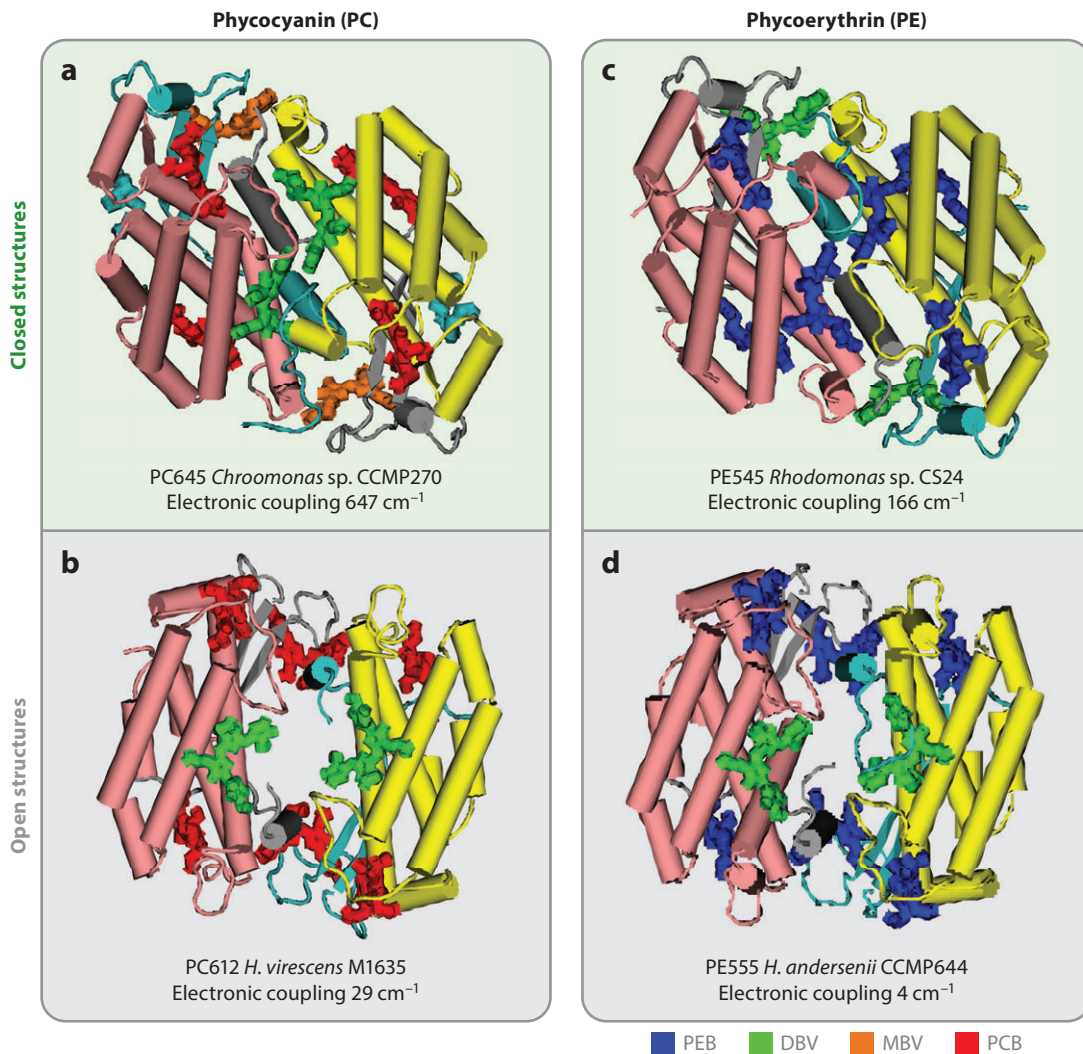 Phycocyanin (PC)
Phycoerythrin (PE)
Closed structures
a
PC645 Chroomonas sp. CCMP270
Electronic coupling 647 cm⁻¹
c
PE545 Rhodomonas sp. CS24
Electronic coupling 166 cm⁻¹
Open structures
b
PC612 H. virescens M1635
Electronic coupling 29 cm⁻¹
d
PE555 H. andersenii CCMP644
Electronic coupling 4 cm⁻¹
PEB DBV MBV PCB